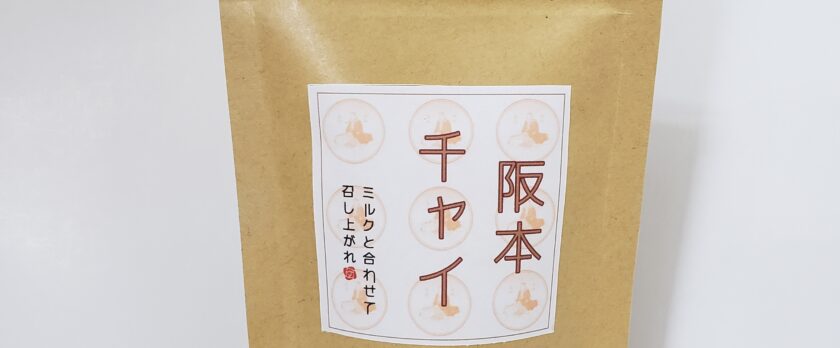 阪本
チャイ
ミルクと合わせて
召し上がれ